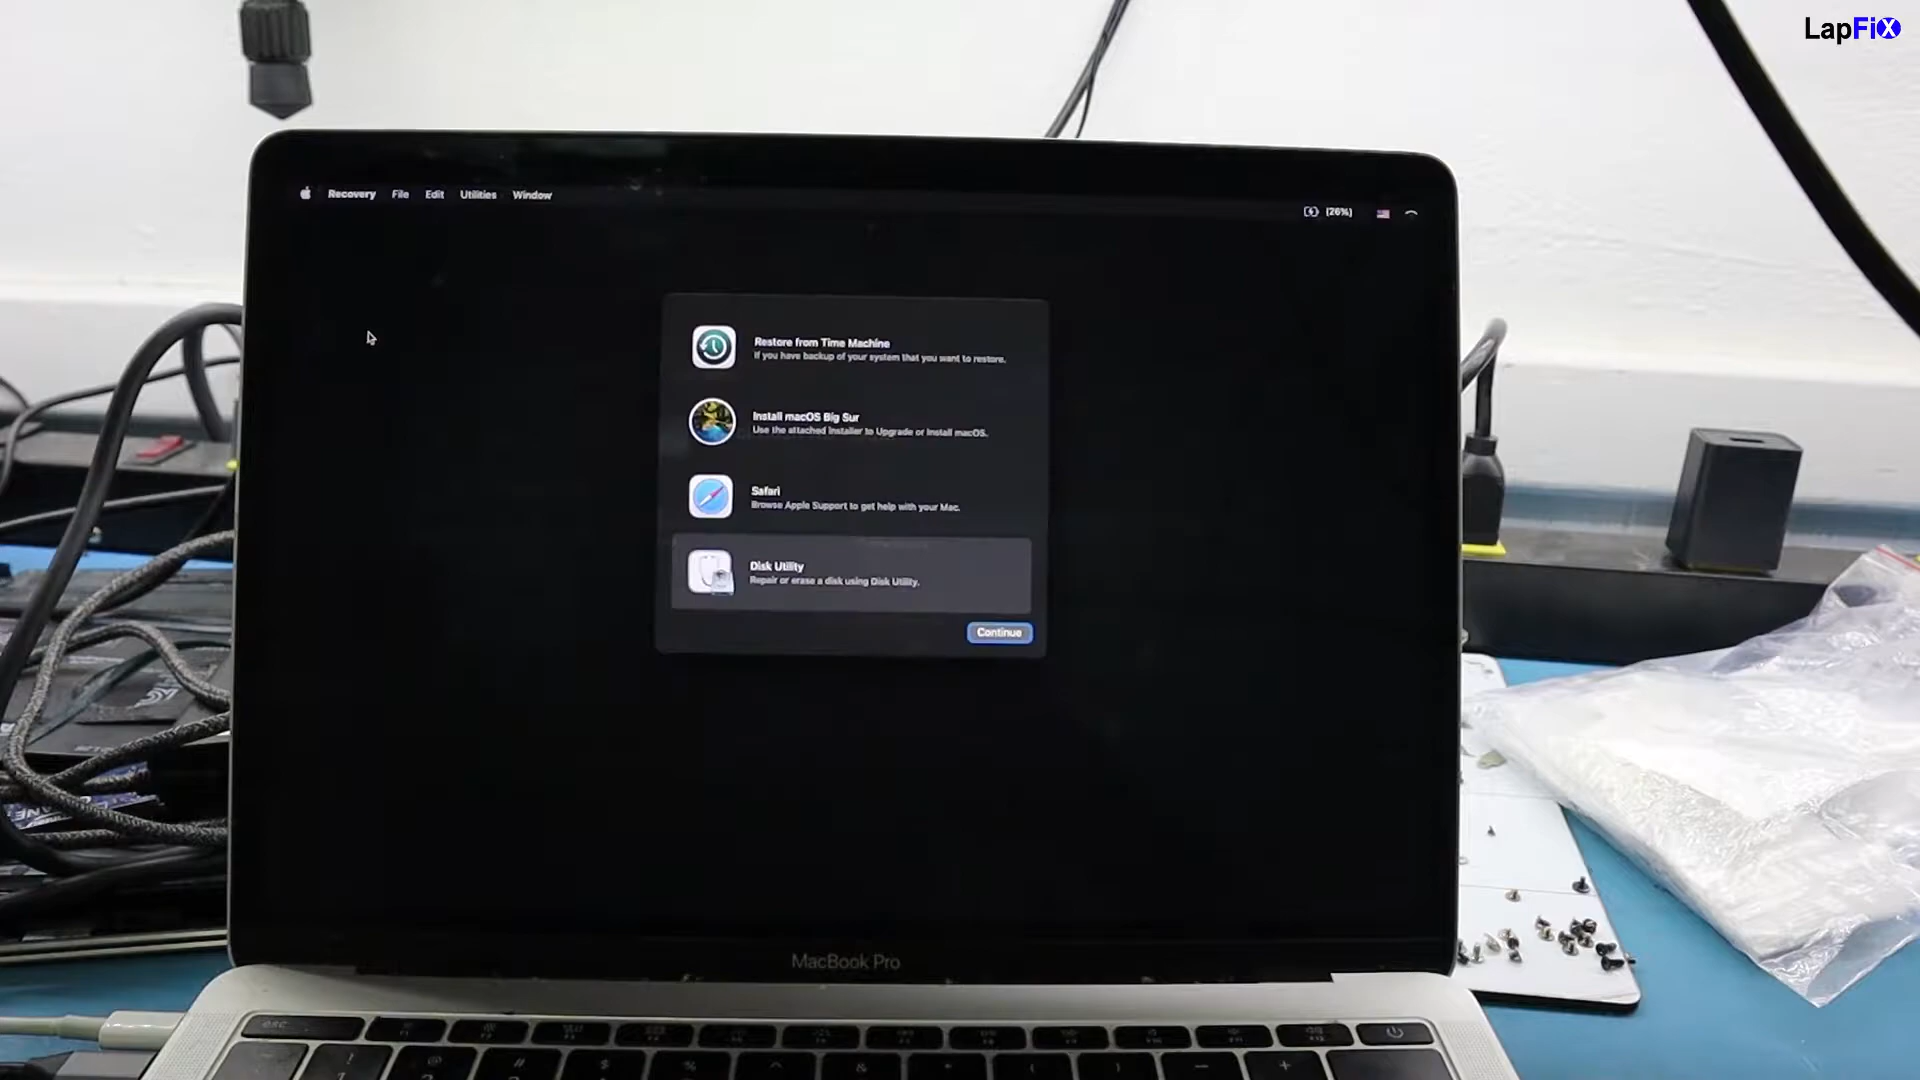 LapFiX
Recovery File Edit Utilities Window
(26%)
Restore from Time Machine
If you have backup of your system that you want to restore.
Install macOS Big Sur
Use the attached installer to Upgrade or Install macOS.
Safari
Browse Apple Support to get help with your Mac.
Disk Utility
Repair or erase a disk using Disk Utility.
Continue
MacBook Pro
esc